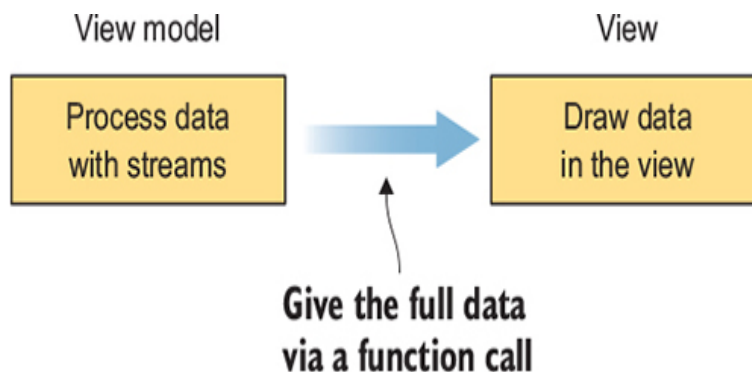 View model
View
Process data
with streams
Draw data
in the view
Give the full data
via a function call